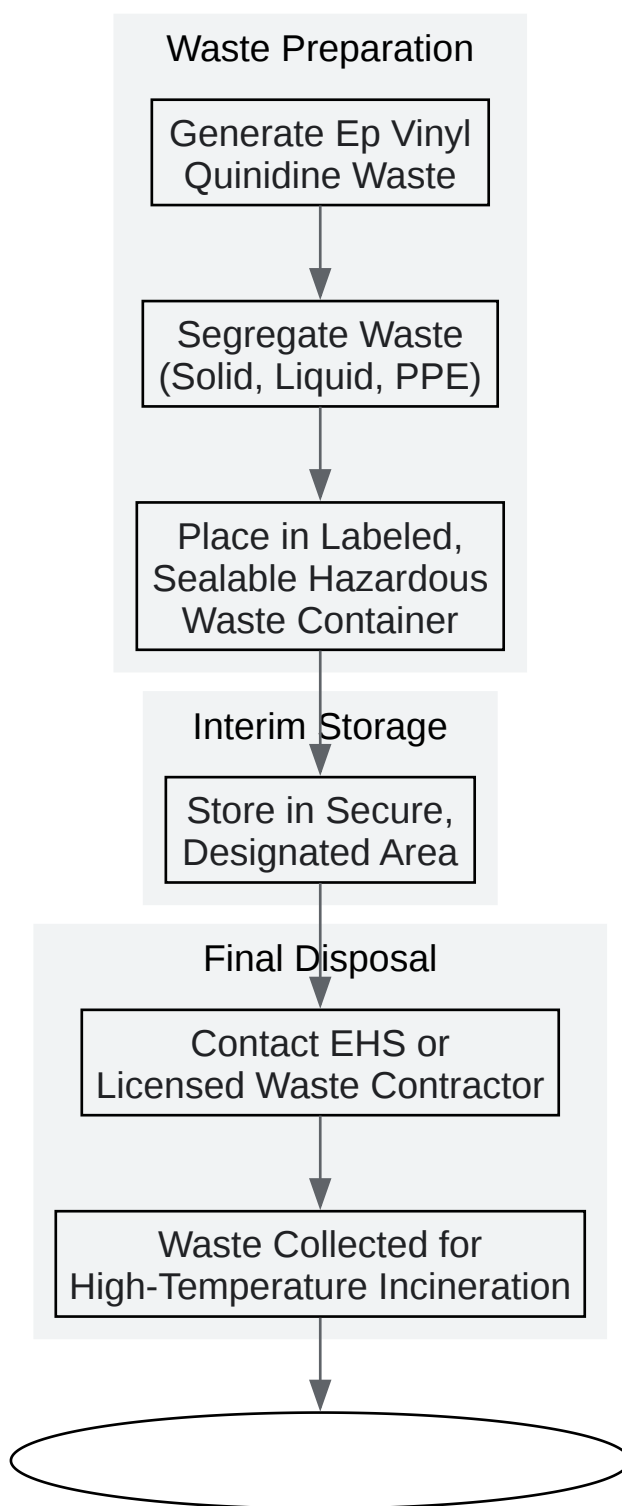 Waste Preparation
Generate Ep Vinyl
Quinidine Waste
Segregate Waste
(Solid, Liquid, PPE)
Place in Labeled,
Sealable Hazardous
Waste Container
Interim Storage
Store in Secure,
Designated Area
Final Disposal
Contact EHS or
Licensed Waste Contractor
Waste Collected for
High-Temperature Incineration